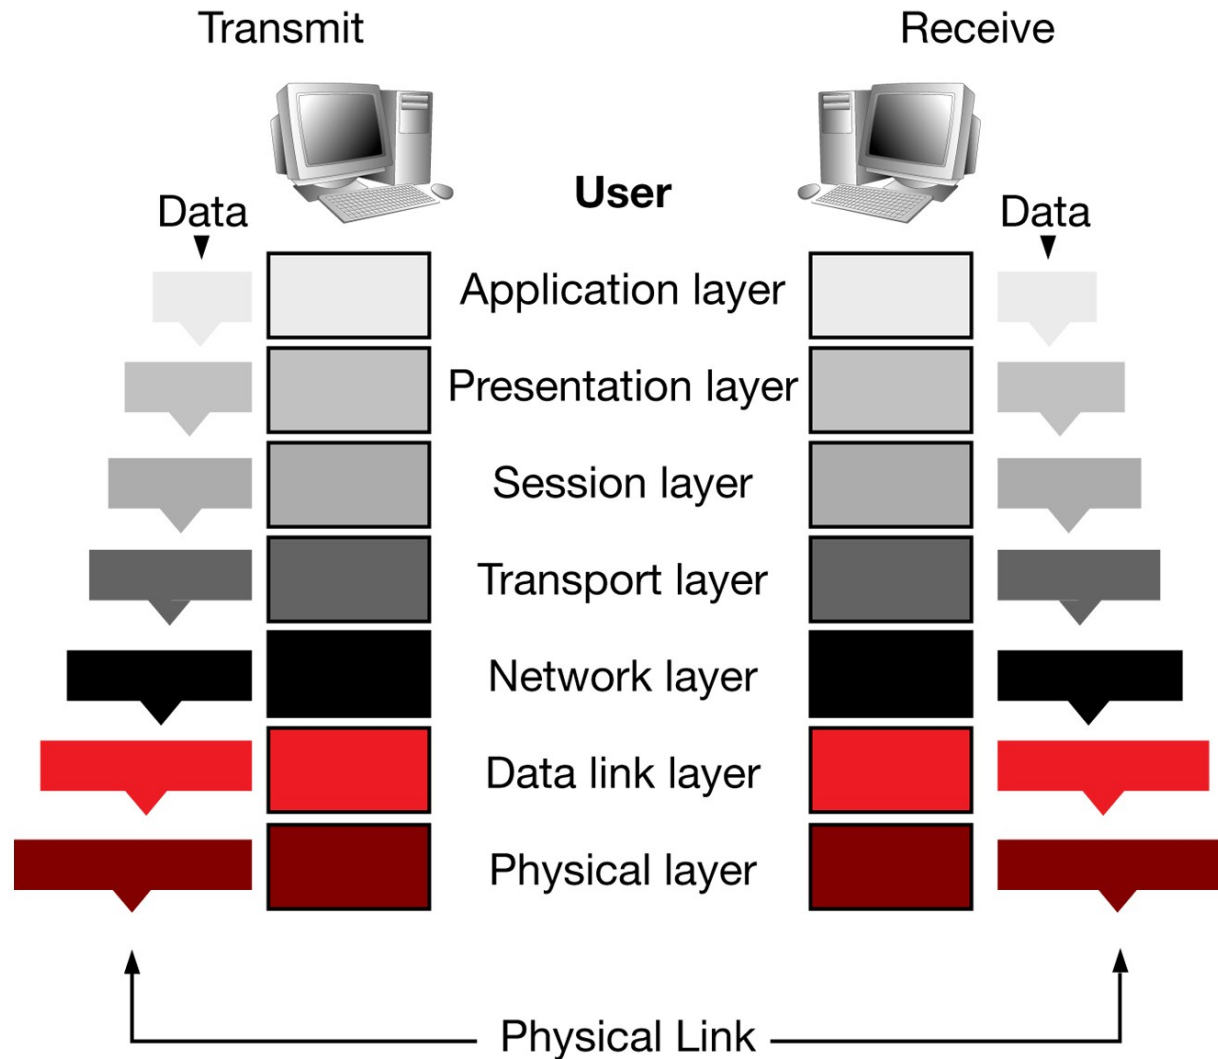 Transmit
Receive
User
Data
Data
Application layer
Presentation layer
Session layer
Transport layer
Network layer
Data link layer
Physical layer
Physical Link